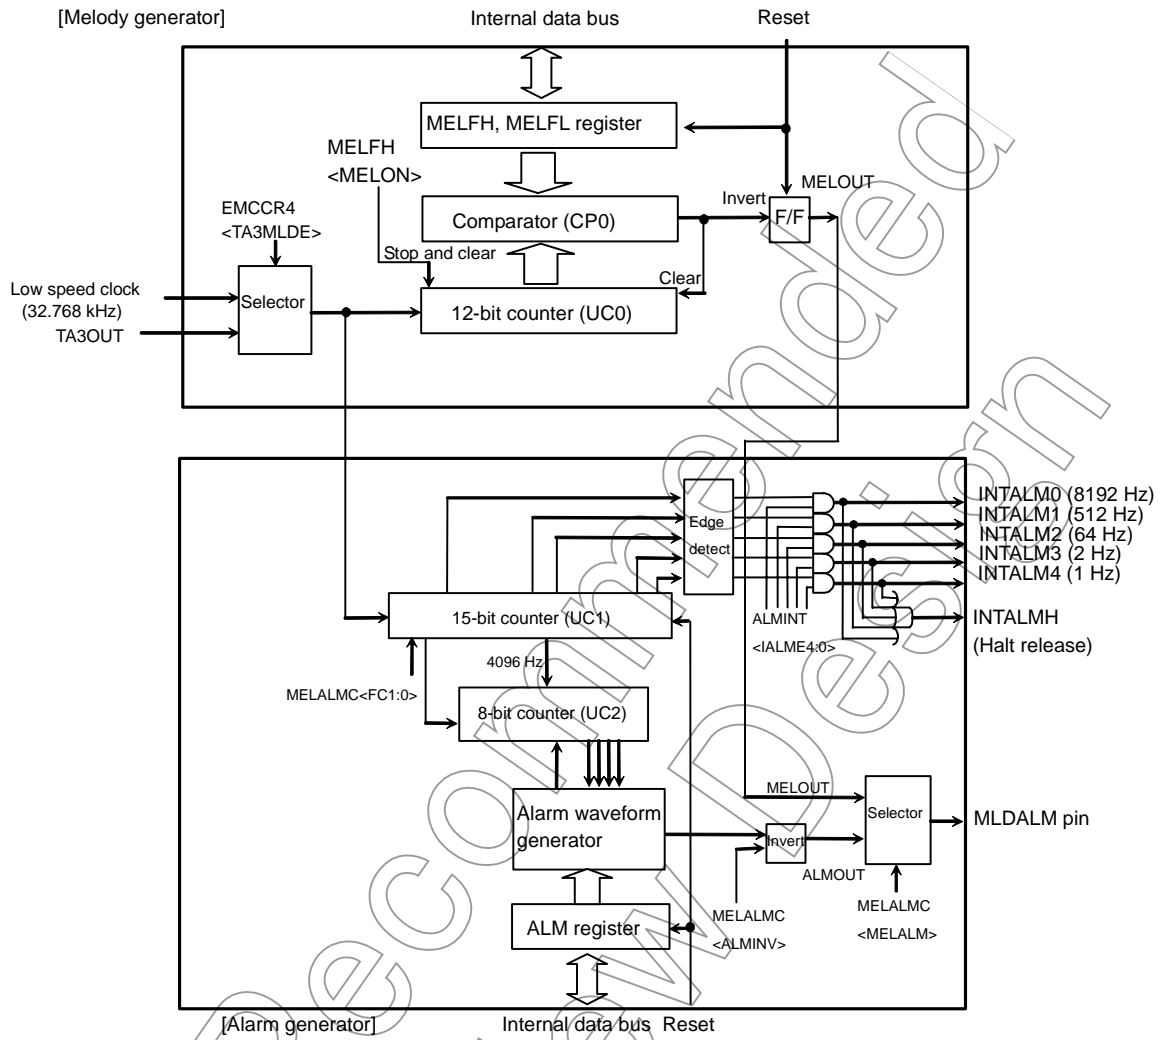 [Melody generator]
Internal data bus
Reset
MELFH, MELFL register
MELFH
<MELON>
MELOUT
Invert
F/F
EMCCR4
<TA3MLDE>
Comparator (CP0)
Stop and clear
Clear
Low speed clock
(32.768 kHz)
Selector
12-bit counter (UC0)
TA3OUT
INTALM0 (8192 Hz)
INTALM1 (512 Hz)
INTALM2 (64 Hz)
INTALM3 (2 Hz)
INTALM4 (1 Hz)
Edge
detect
15-bit counter (UC1)
ALMINT
<IALME4:0>
INTALMH
(Halt release)
4096 Hz
MELALMC<FC1:0>
8-bit counter (UC2)
MELOUT
Alarm waveform
generator
Selector
MLDALM pin
Invert
ALMOUT
MELALMC
<ALMINV>
MELALMC
<MELALM>
ALM register
[Alarm generator]
Internal data bus
Reset
Recommended
New Design